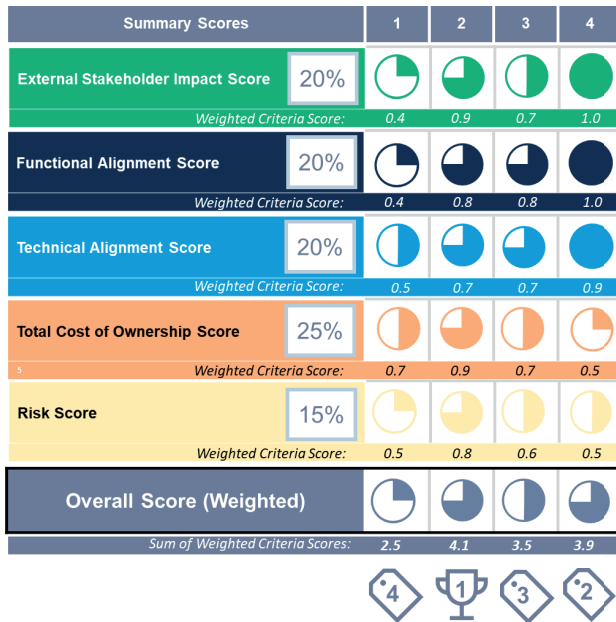 Summary Scores 1 2 3 4
External Stakeholder Impact Score 20%
Weighted Criteria Score: 0.4 0.9 0.7 1.0
Functional Alignment Score 20%
Weighted Criteria Score: 0.4 0.8 0.8 1.0
Technical Alignment Score 20%
Weighted Criteria Score: 0.5 0.7 0.7 0.9
Total Cost of Ownership Score 25%
5 Weighted Criteria Score: 0.7 0.9 0.7 0.5
Risk Score 15%
Weighted Criteria Score: 0.5 0.8 0.6 0.5
Overall Score (Weighted)
Sum of Weighted Criteria Scores: 2.5 4.1 3.5 3.9
4 1 3 2